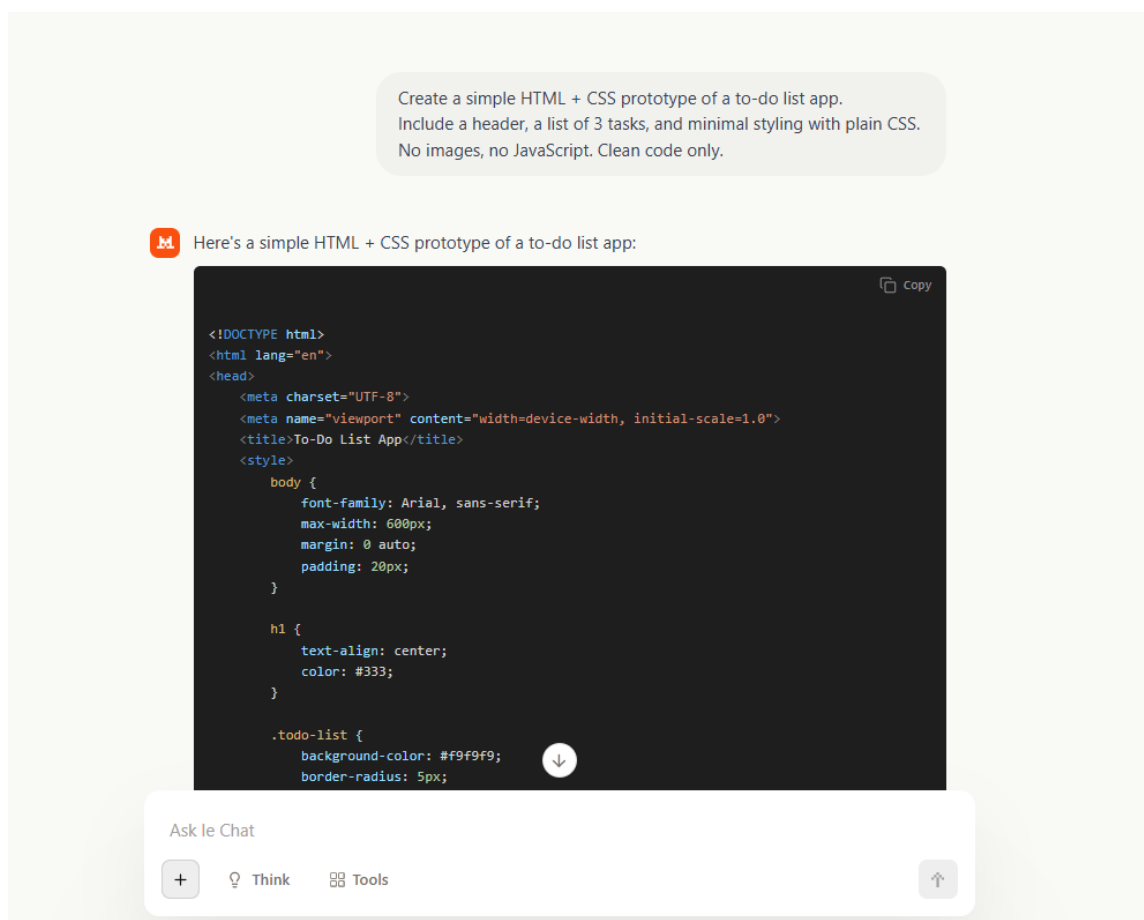 Create a simple HTML + CSS prototype of a to-do list app.
Include a header, a list of 3 tasks, and minimal styling with plain CSS.
No images, no JavaScript. Clean code only.
Here's a simple HTML + CSS prototype of a to-do list app:
Copy
<!DOCTYPE html>
<html lang="en">
<head>
    <meta charset="UTF-8">
    <meta name="viewport" content="width=device-width, initial-scale=1.0">
    <title>To-Do List App</title>
    <style>
        body {
            font-family: Arial, sans-serif;
            max-width: 600px;
            margin: 0 auto;
            padding: 20px;
        }
        h1 {
            text-align: center;
            color: #333;
        }
        .todo-list {
            background-color: #f9f9f9;
            border-radius: 5px;
Ask le Chat
+ Think Tools